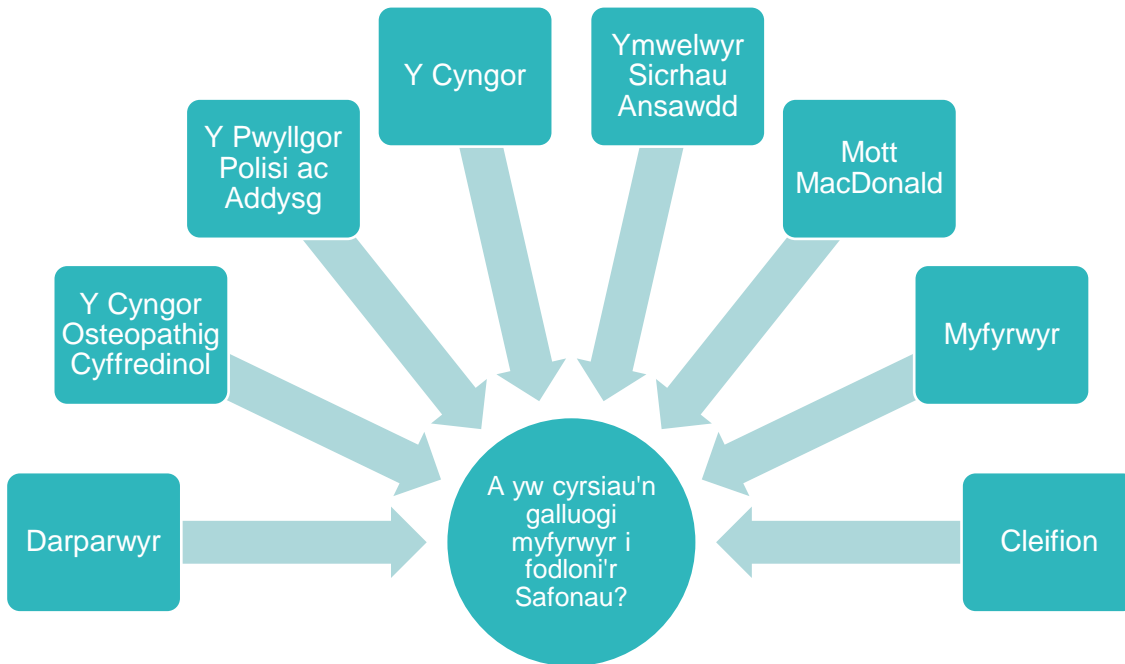 Y Cyngor
Ymwelwyr
Sicrhau
Ansawdd
Y Pwyllgor
Polisi ac
Addysg
Mott
MacDonald
Y Cyngor
Osteopathig
Cyffredinol
Myfyrwyr
Darparwyr
A yw cyrsiau'n
galluogi
myfyrwyr i
fodloni'r
Safonau?
Cleifion